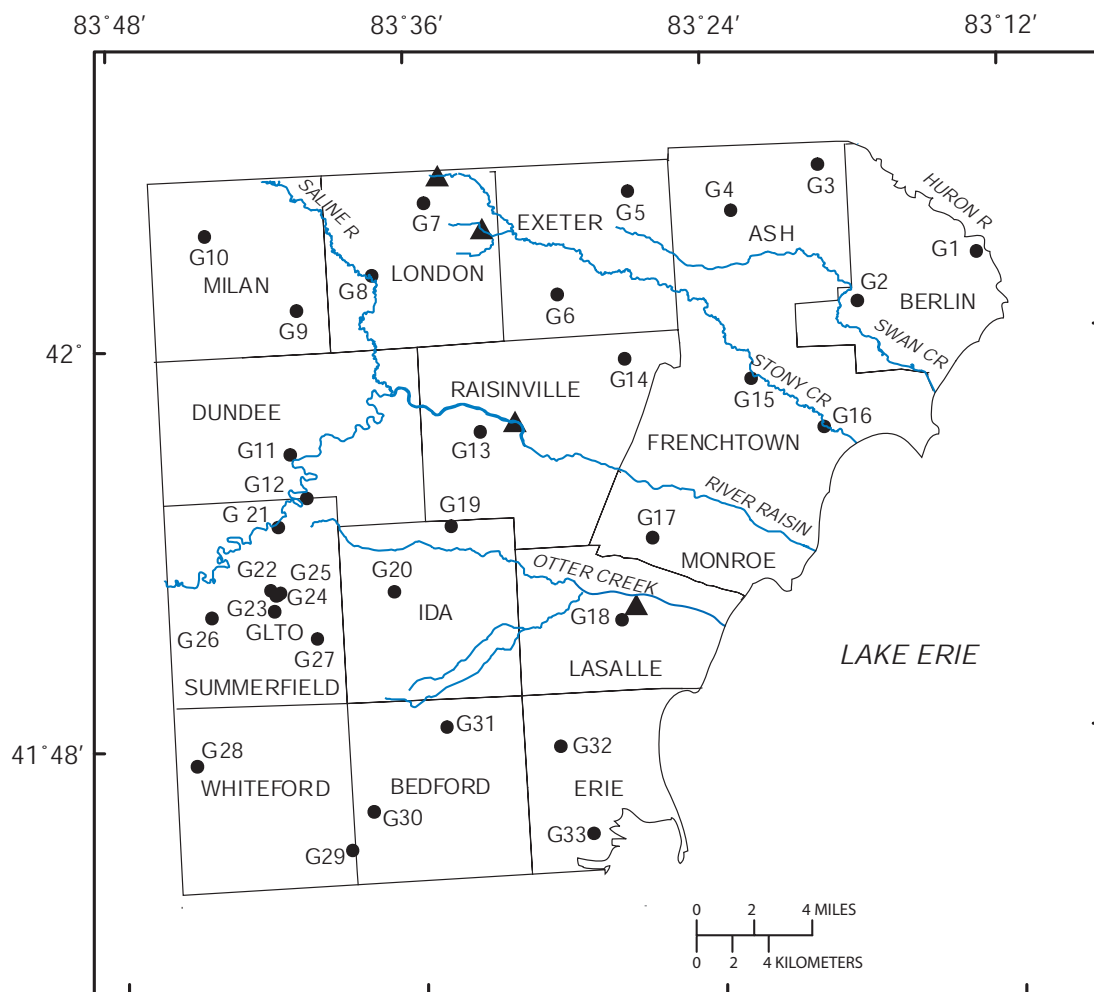 83°48′ 83°36′ 83°24′ 83°12′
HURON R
G3
SALINE R
G4
G5
G7
EXETER
ASH
G1
G10
LONDON
MILAN
G8
G2
BERLIN
G9
G6
SWAN CR
42°
STONY CR
G14
RAISINVILLE
G15
DUNDEE
G16
G13
FRENCHTOWN
G11
G12
RIVER RAISIN
G19
G 21
G17
MONROE
OTTER CREEK
G22
G25
G20
G24
G23
IDA
G18
G26
GLTO
G27
LAKE ERIE
LASALLE
SUMMERFIELD
G31
G32
41°48′
G28
WHITEFORD
BEDFORD
ERIE
G30
G33
G29
0 2 4 MILES
0 2 4 KILOMETERS